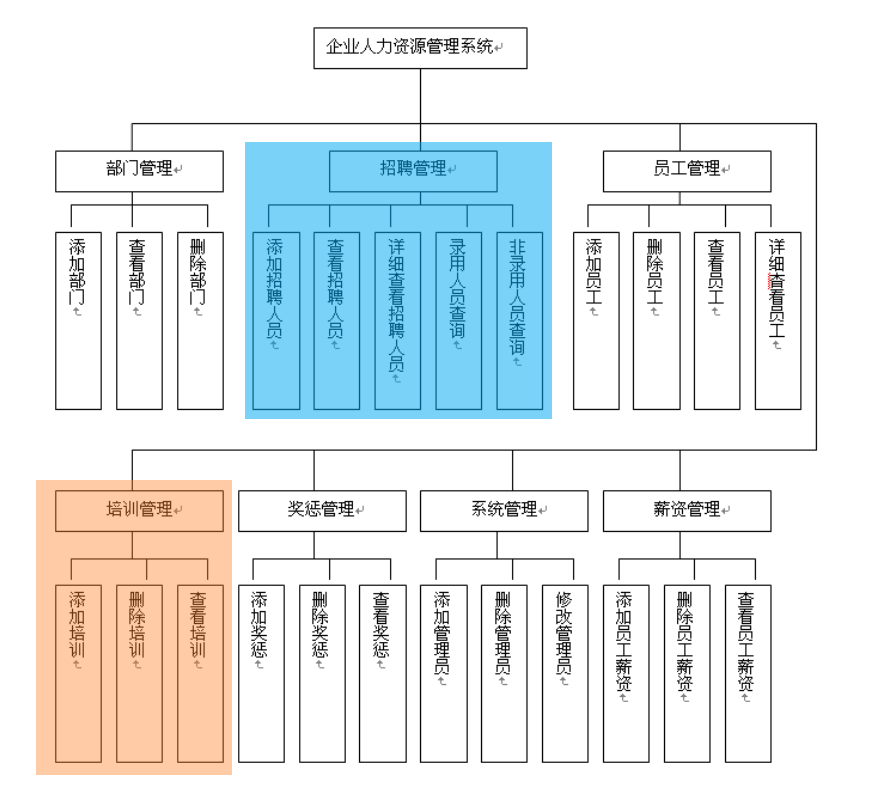 企业人力资源管理系统
部门管理
招聘管理
员工管理
添加部门
查看部门
删除部门
添加招聘人员
查看招聘人员
详细查看招聘人员
录用人员查询
非录用人员查询
添加员工
删除员工
查看员工
详细查看员工
培训管理
奖惩管理
系统管理
薪资管理
添加培训
删除培训
查看培训
添加奖惩
删除奖惩
查看奖惩
添加管理员
删除管理员
修改管理员
添加员工薪资
删除员工薪资
查看员工薪资